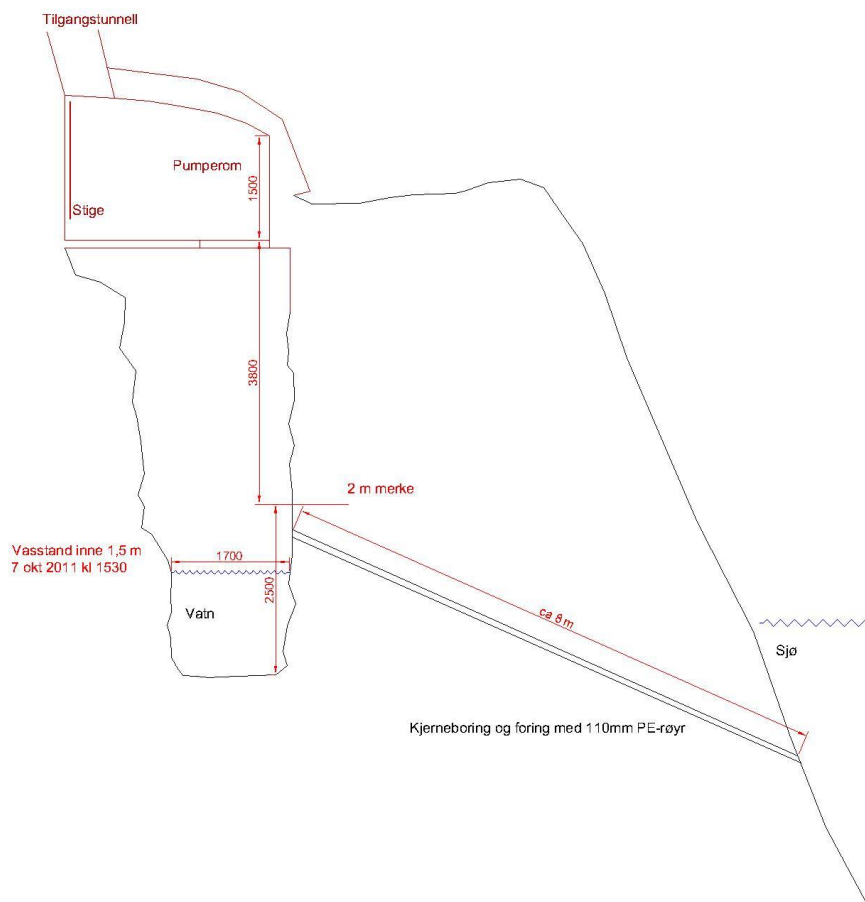 Tilgangstunnell
Pumperom
1500
Stige
3800
2 m merke
Vasstand inne 1,5 m
7 okt 2011 kl 1530
1700
2500
Vatn
ca 8 m
Sjø
Kjerneboring og foring med 110mm PE-røyr